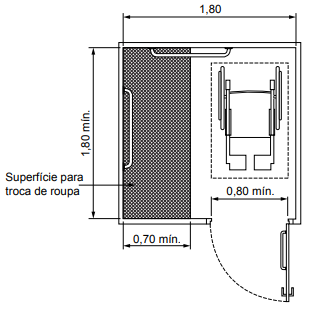 1,80
1,80 mín.
Superfície para
troca de roupa
0,80 mín.
0,70 mín.